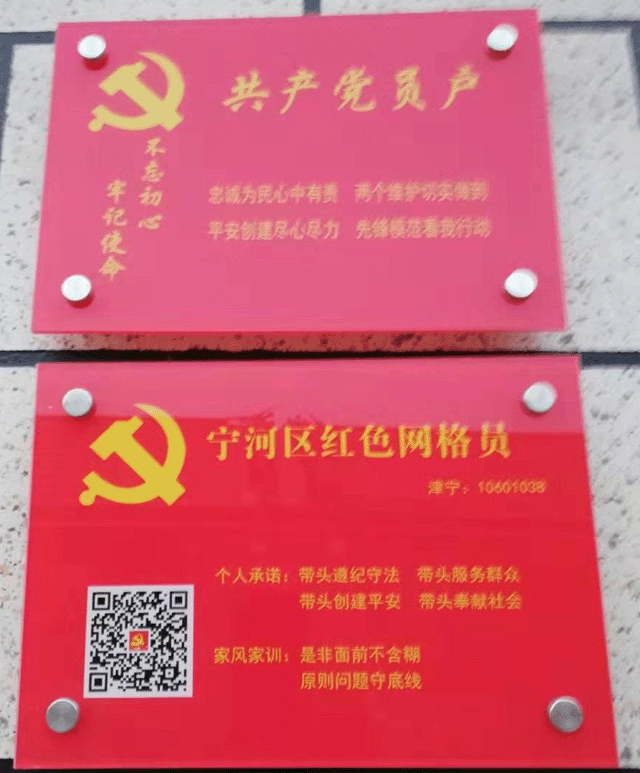 共产党员户
不忘初心
牢记使命
忠诚为民心中有责 两个维护切实做到
平安创建尽心尽力 先锋模范看我行动
宁河区红色网格员
津宁：10601038
个人承诺：带头遵纪守法 带头服务群众
带头创建平安 带头奉献社会
家风家训：是非面前不含糊
原则问题守底线